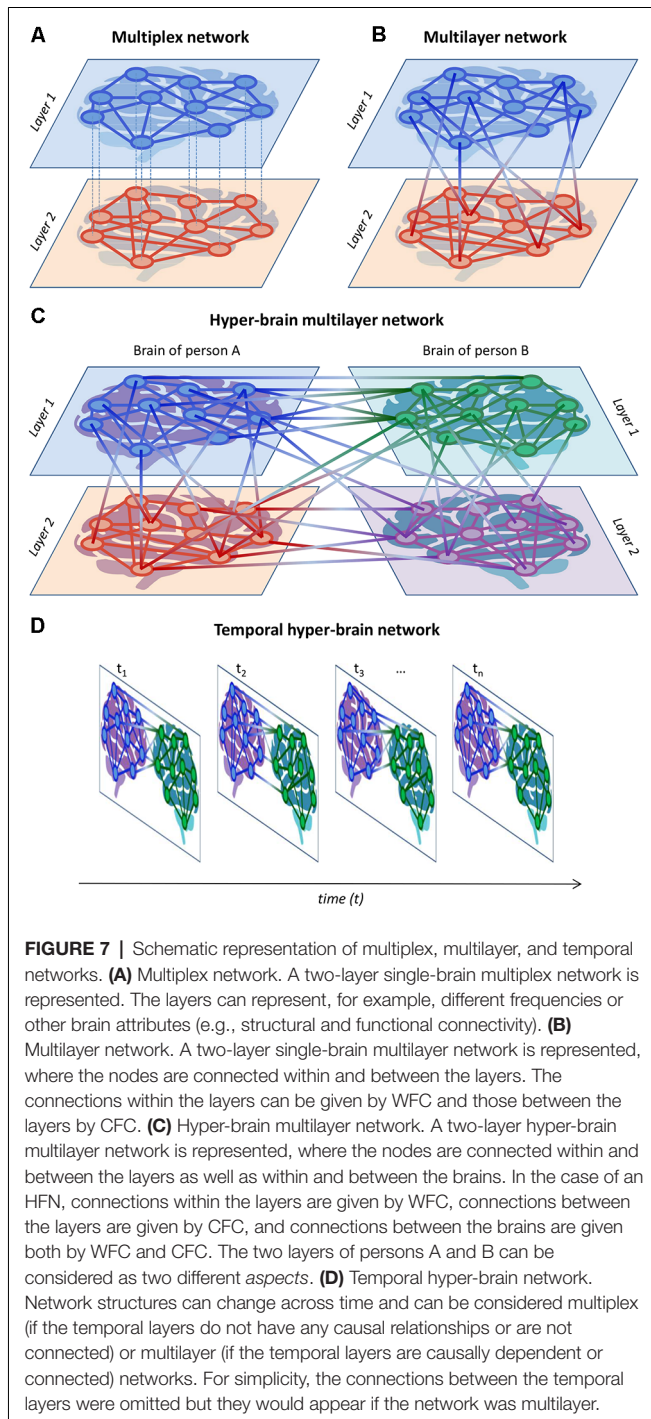 A
Multiplex network
B
Multilayer network
Layer 1
Layer 1
Layer 2
Layer 2
C
Hyper-brain multilayer network
Brain of person A
Brain of person B
Layer 1
Layer 1
Layer 2
Layer 2
D
Temporal hyper-brain network
t1
t2
t3
...
tn
time (t)
FIGURE 7 | Schematic representation of multiplex, multilayer, and temporal
networks. (A) Multiplex network. A two-layer single-brain multiplex network is
represented. The layers can represent, for example, different frequencies or
other brain attributes (e.g., structural and functional connectivity). (B)
Multilayer network. A two-layer single-brain multilayer network is represented,
where the nodes are connected within and between the layers. The
connections within the layers can be given by WFC and those between the
layers by CFC. (C) Hyper-brain multilayer network. A two-layer hyper-brain
multilayer network is represented, where the nodes are connected within and
between the layers as well as within and between the brains. In the case of an
HFN, connections within the layers are given by WFC, connections between
the layers are given by CFC, and connections between the brains are given
both by WFC and CFC. The two layers of persons A and B can be
considered as two different aspects. (D) Temporal hyper-brain network.
Network structures can change across time and can be considered multiplex
(if the temporal layers do not have any causal relationships or are not
connected) or multilayer (if the temporal layers are causally dependent or
connected) networks. For simplicity, the connections between the temporal
layers were omitted but they would appear if the network was multilayer.